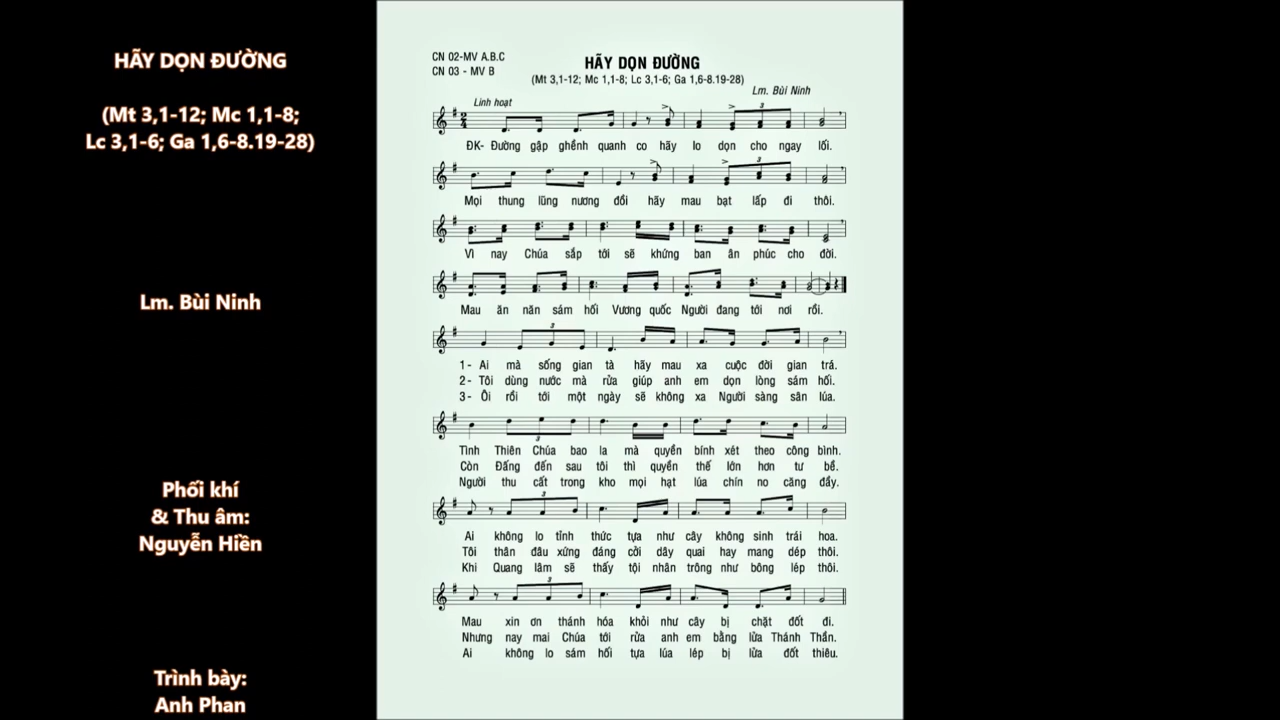 HÃY DỌN ĐƯỜNG
(Mt 3,1-12; Mc 1,1-8;
Lc 3,1-6; Ga 1,6-8.19-28)
Lm. Bùi Ninh
Phối khí
& Thu âm:
Nguyễn Hiền
Trình bày:
Anh Phan
CN 02-MV A.B.C
CN 03 - MV B
HÃY DỌN ĐƯỜNG
(Mt 3,1-12; Mc 1,1-8; Lc 3,1-6; Ga 1,6-8.19-28)
Lm. Bùi Ninh
Linh hoạt
ĐK- Đường gập ghềnh quanh co hãy lo dọn cho ngay lối.
Mọi thung lũng nương đồi hãy mau bạt lấp đi thôi.
Vì nay Chúa sắp tới sẽ khứng ban ân phúc cho đời.
Mau ăn năn sám hối Vương quốc Người đang tới nơi rồi.
1- Ai mà sống gian tà hãy mau xa cuộc đời gian trá.
2- Tôi dùng nước mà rửa giúp anh em dọn lòng sám hối.
3- Ôi rồi tới một ngày sẽ không xa Người sàng sân lúa.
Tình Thiên Chúa bao la mà quyền bính xét theo công bình.
Còn Đấng đến sau tôi thì quyền thế lớn hơn tư bề.
Người thu cất trong kho mọi hạt lúa chín no căng đầy.
Ai không lo tỉnh thức tựa như cây không sinh trái hoa.
Tôi thân đâu xứng đáng cởi dây quai hay mang dép thôi.
Khi Quang lâm sẽ thấy tội nhân trông như bông lép thôi.
Mau xin ơn thánh hóa khỏi như cây bị chặt đốt đi.
Nhưng nay mai Chúa tới rửa anh em bằng lửa Thánh Thần.
Ai không lo sám hối tựa lúa lép bị lửa đốt thiêu.